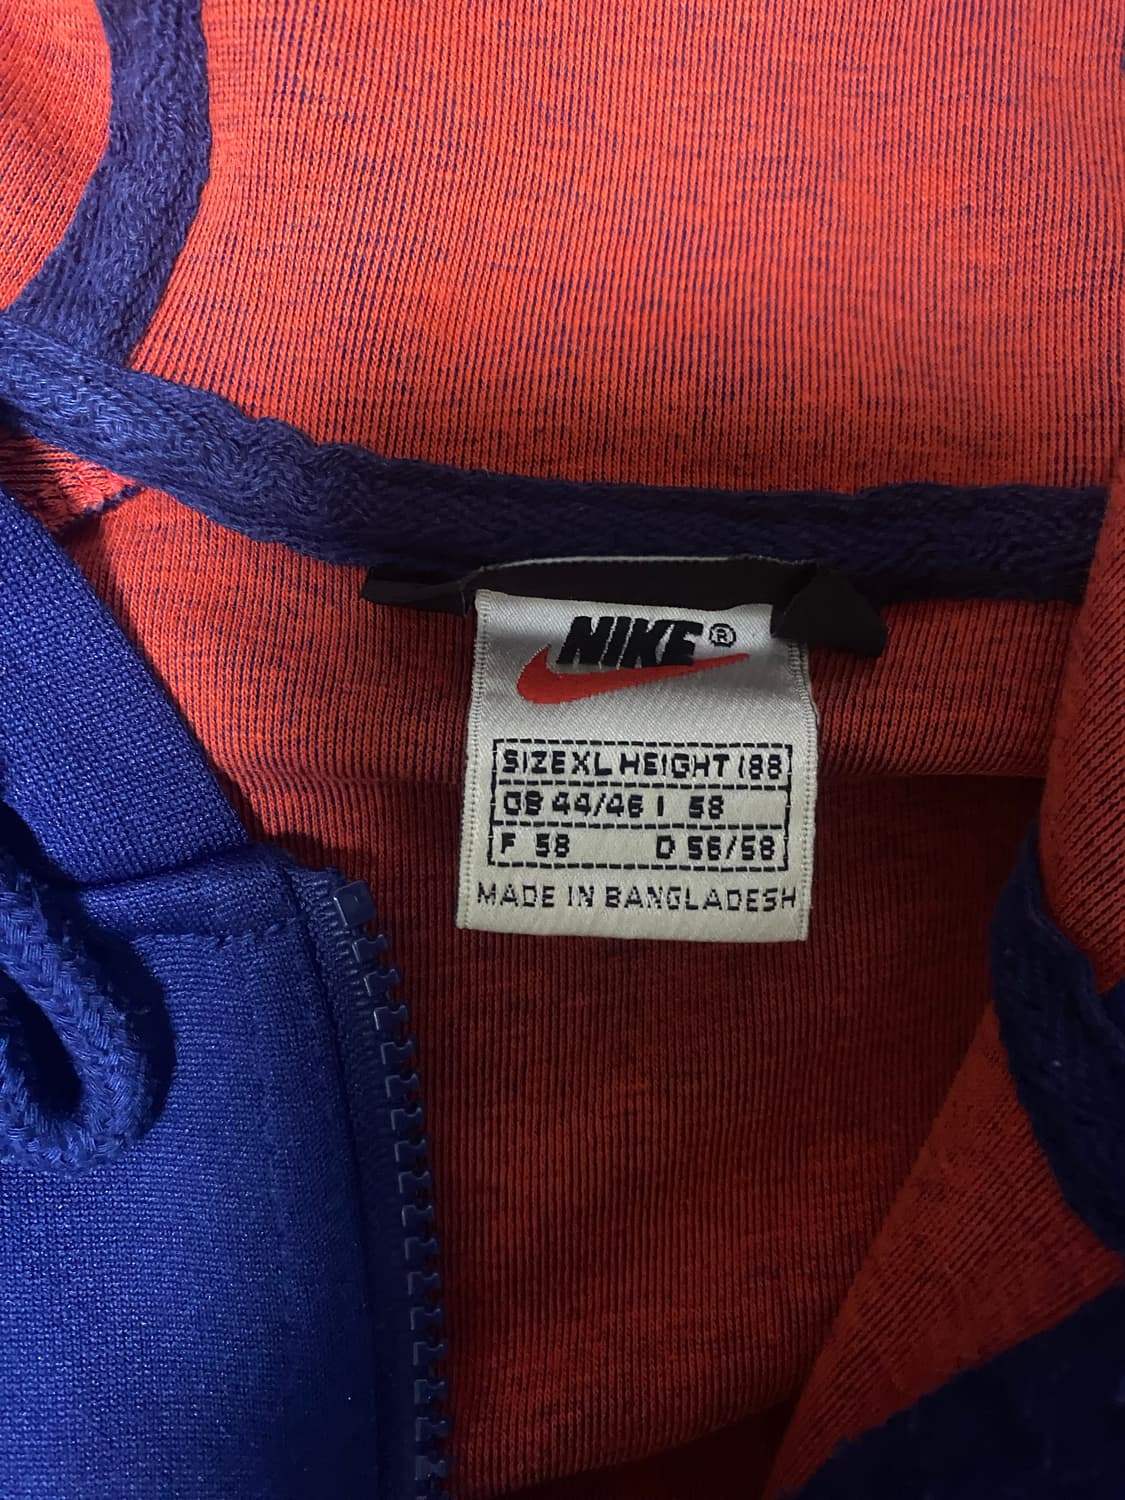 NIKE®
SIZE XL HEIGHT 188
GB 44/46 I 58
F 58 D 56/58
MADE IN BANGLADESH